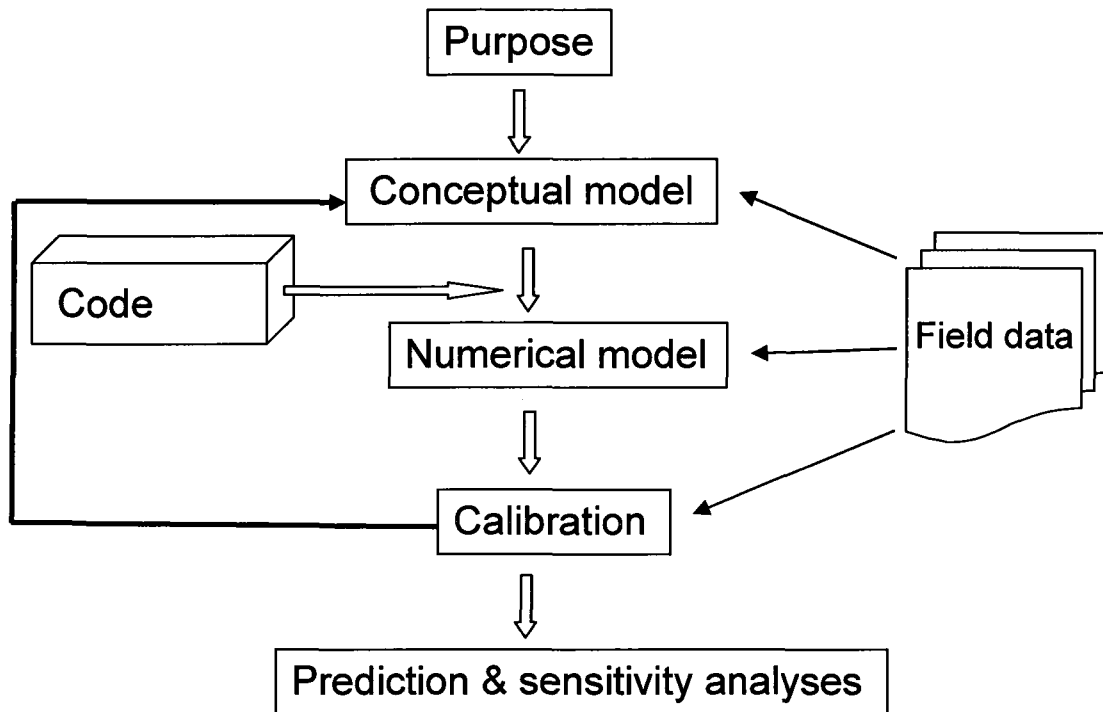 Purpose
Conceptual model
Code
Field data
Numerical model
Calibration
Prediction & sensitivity analyses